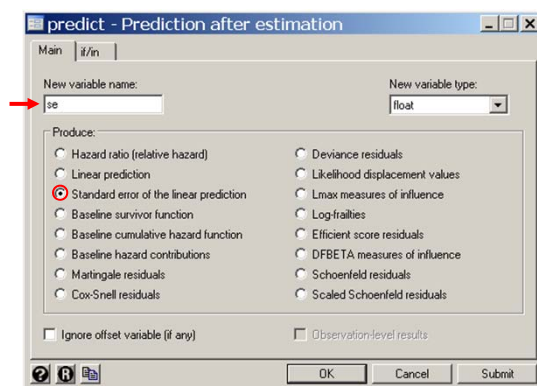 predict - Prediction after estimation
Main if/in
New variable name: New variable type:
se float
Produce:
Hazard ratio (relative hazard) Deviance residuals
Linear prediction Likelihood displacement values
Standard error of the linear prediction Lmax measures of influence
Baseline survivor function Log-frailties
Baseline cumulative hazard function Efficient score residuals
Baseline hazard contributions DFBETA measures of influence
Martingale residuals Schoenfeld residuals
Cox-Snell residuals Scaled Schoenfeld residuals
Ignore offset variable (if any) Observation-level results
? R OK Cancel Submit